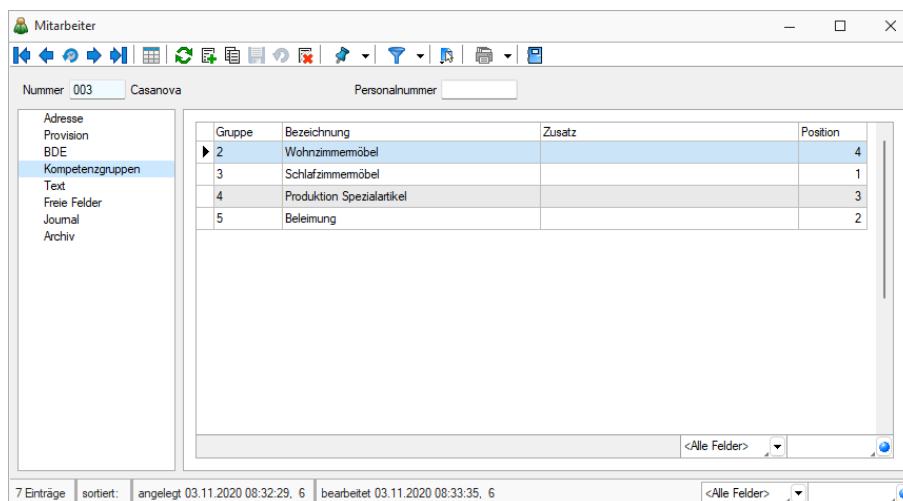 Mitarbeiter
Nummer 003 Casanova Personalnummer
Adresse
Provision
BDE
Kompetenzgruppen
Text
Freie Felder
Journal
Archiv
Gruppe Bezeichnung Zusatz Position
2 Wohnzimmermöbel 4
3 Schlafzimmermöbel 1
4 Produktion Spezialartikel 3
5 Beleimung 2
<Alle Felder>
7 Einträge sortiert: angelegt 03.11.2020 08:32:29, 6 bearbeitet 03.11.2020 08:33:35, 6 <Alle Felder>